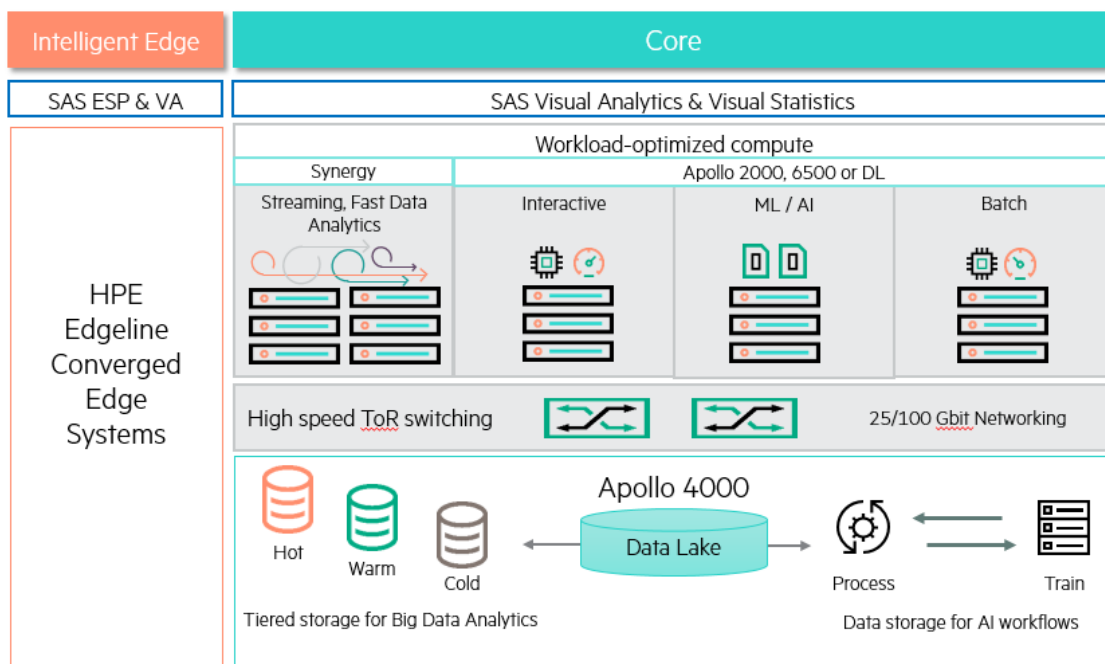 Intelligent Edge
Core
SAS ESP & VA
SAS Visual Analytics & Visual Statistics
HPE
Edgeline
Converged
Edge
Systems
Workload-optimized compute
Synergy
Apollo 2000, 6500 or DL
Streaming, Fast Data
Analytics
Interactive
ML / AI
Batch
High speed ToR switching
25/100 Gbit Networking
Apollo 4000
Data Lake
Hot
Warm
Cold
Process
Train
Tiered storage for Big Data Analytics
Data storage for AI workflows